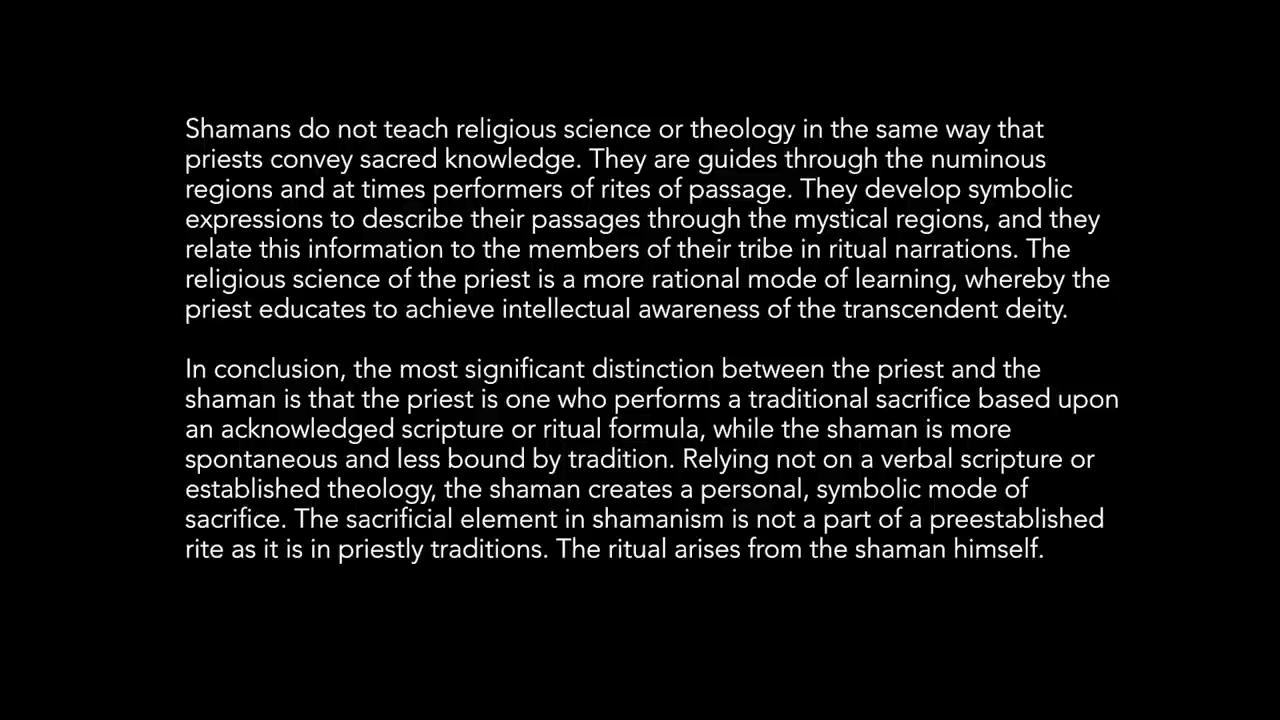 Shamans do not teach religious science or theology in the same way that
priests convey sacred knowledge. They are guides through the numinous
regions and at times performers of rites of passage. They develop symbolic
expressions to describe their passages through the mystical regions, and they
relate this information to the members of their tribe in ritual narrations. The
religious science of the priest is a more rational mode of learning, whereby the
priest educates to achieve intellectual awareness of the transcendent deity.
In conclusion, the most significant distinction between the priest and the
shaman is that the priest is one who performs a traditional sacrifice based upon
an acknowledged scripture or ritual formula, while the shaman is more
spontaneous and less bound by tradition. Relying not on a verbal scripture or
established theology, the shaman creates a personal, symbolic mode of
sacrifice. The sacrificial element in shamanism is not a part of a preestablished
rite as it is in priestly traditions. The ritual arises from the shaman himself.